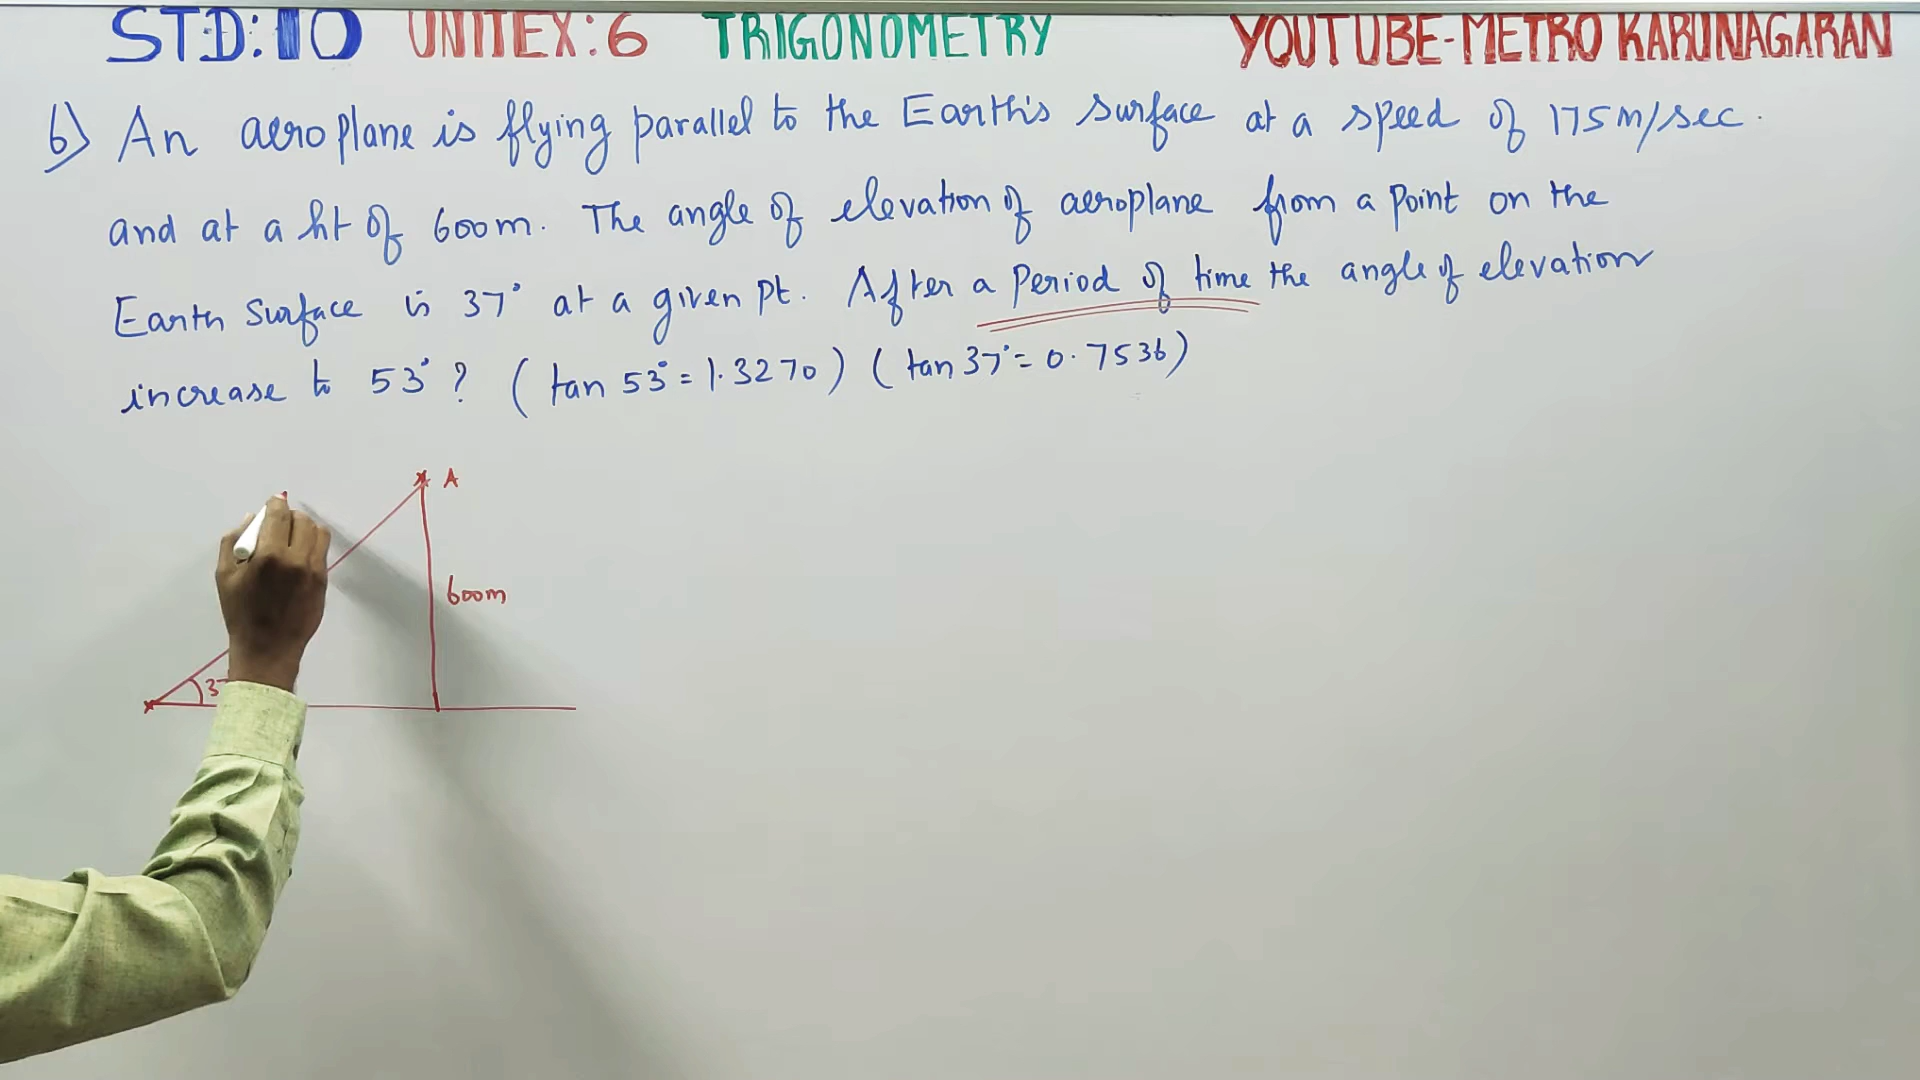 STD:10 UNITEX:6 TRIGONOMETRY YOUTUBE-METRO KARUNAGARAN
6) An aeroplane is flying parallel to the Earth's surface at a speed of 175m/sec.
and at a ht of 600m. The angle of elevation of aeroplane from a point on the
Earth surface is 37° at a given pt. After a Period of time the angle of elevation
increase to 53°? (tan 53° = 1.3270) (tan 37° = 0.7536)
A
600m